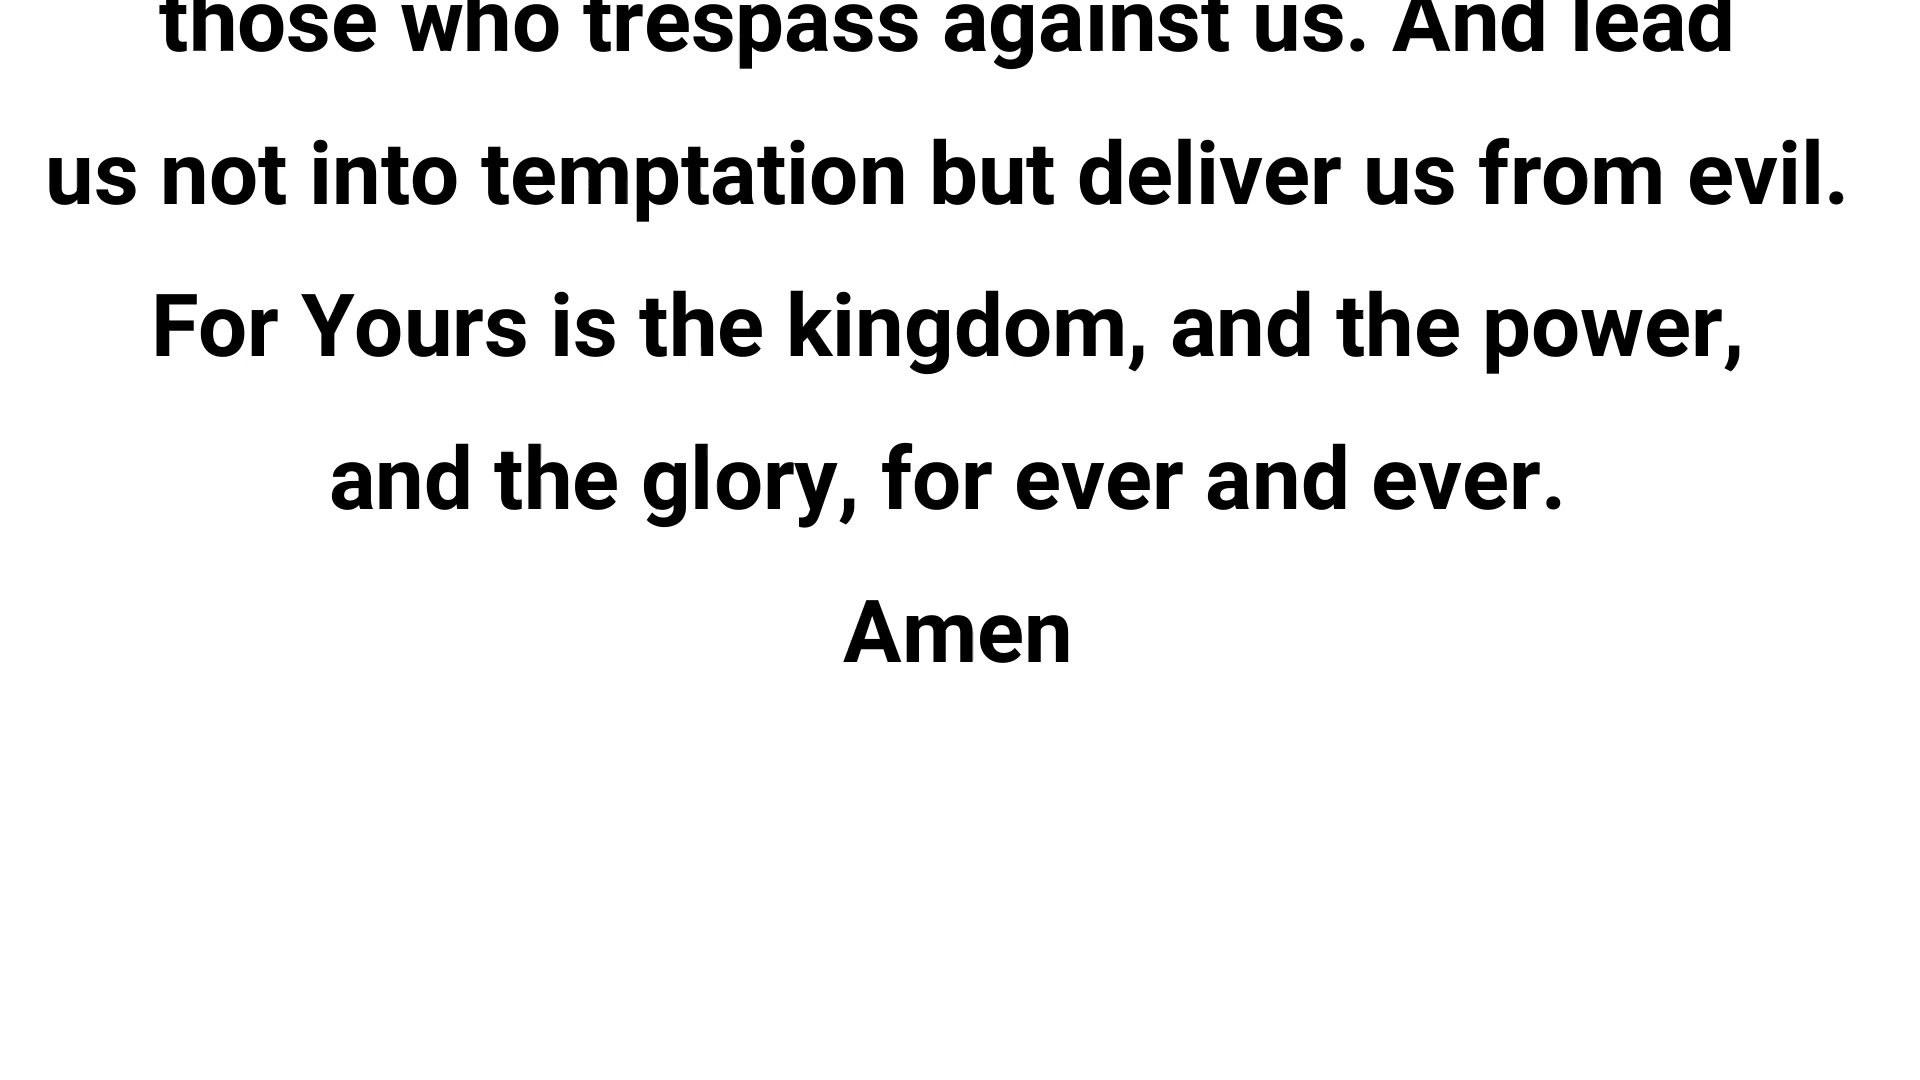 those who trespass against us. And lead
us not into temptation but deliver us from evil.
For Yours is the kingdom, and the power,
and the glory, for ever and ever.
Amen